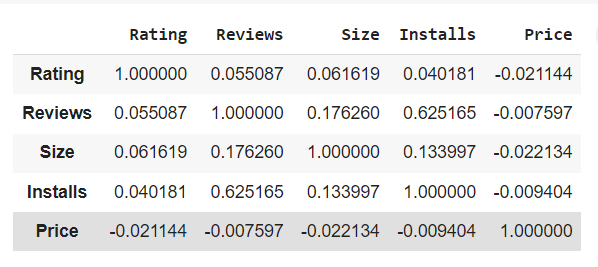 Rating Reviews Size Installs Price
Rating 1.000000 0.055087 0.061619 0.040181 -0.021144
Reviews 0.055087 1.000000 0.176260 0.625165 -0.007597
Size 0.061619 0.176260 1.000000 0.133997 -0.022134
Installs 0.040181 0.625165 0.133997 1.000000 -0.009404
Price -0.021144 -0.007597 -0.022134 -0.009404 1.000000